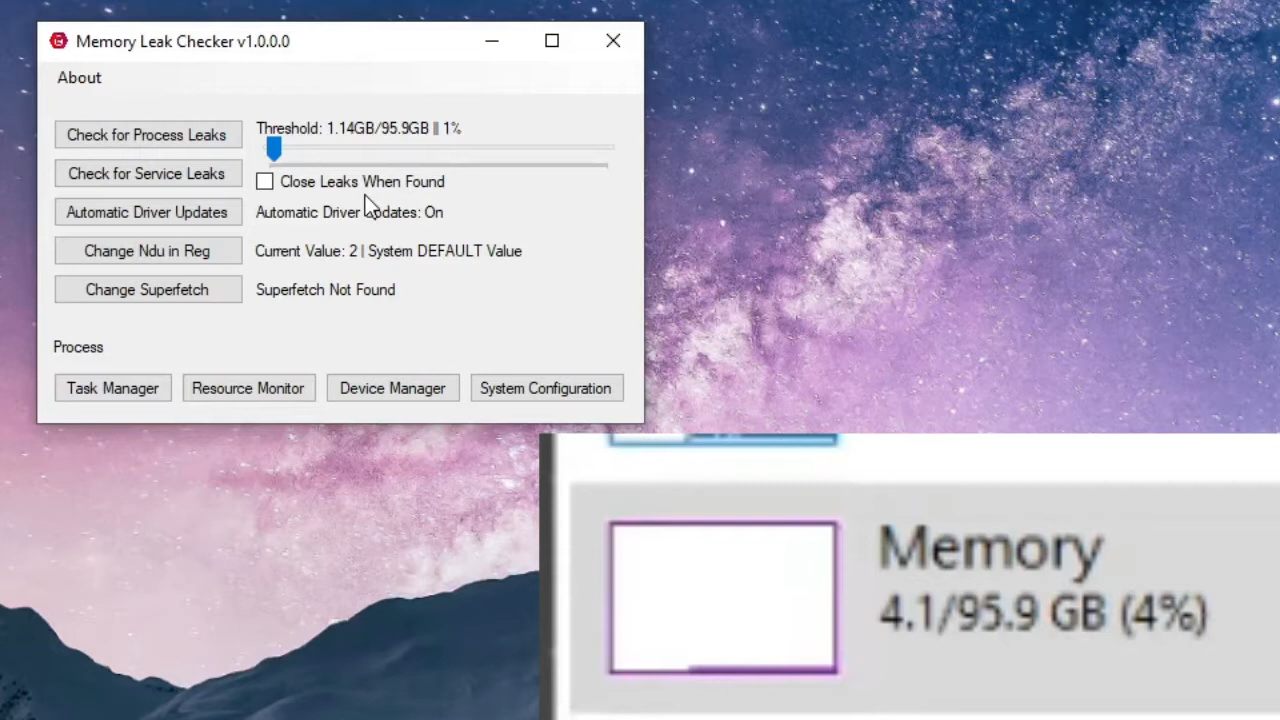 Memory Leak Checker v1.0.0.0
About
Check for Process Leaks
Threshold: 1.14GB/95.9GB || 1%
Check for Service Leaks
Close Leaks When Found
Automatic Driver Updates
Automatic Driver Updates: On
Change Ndu in Reg
Current Value: 2 | System DEFAULT Value
Change Superfetch
Superfetch Not Found
Process
Task Manager
Resource Monitor
Device Manager
System Configuration
Memory
4.1/95.9 GB (4%)